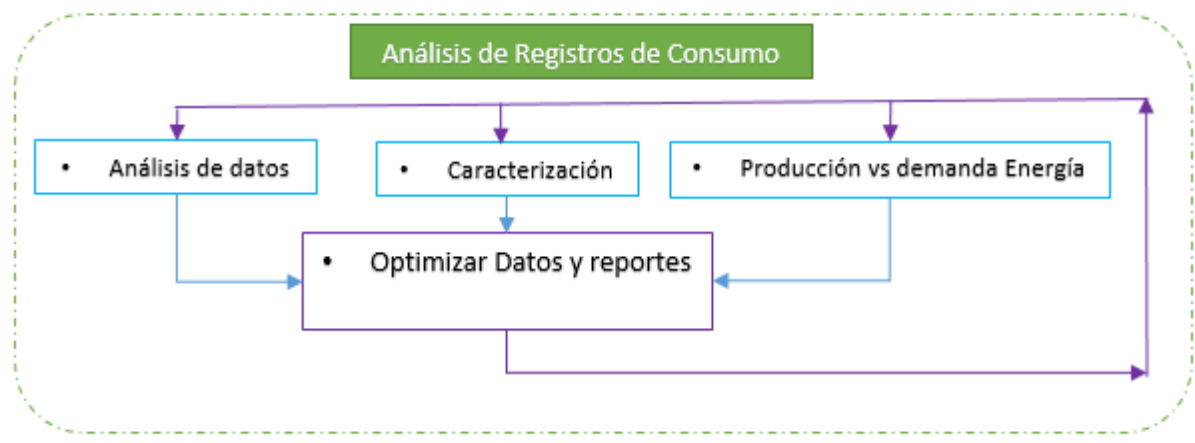 Análisis de Registros de Consumo
• Análisis de datos
• Caracterización
• Producción vs demanda Energía
• Optimizar Datos y reportes